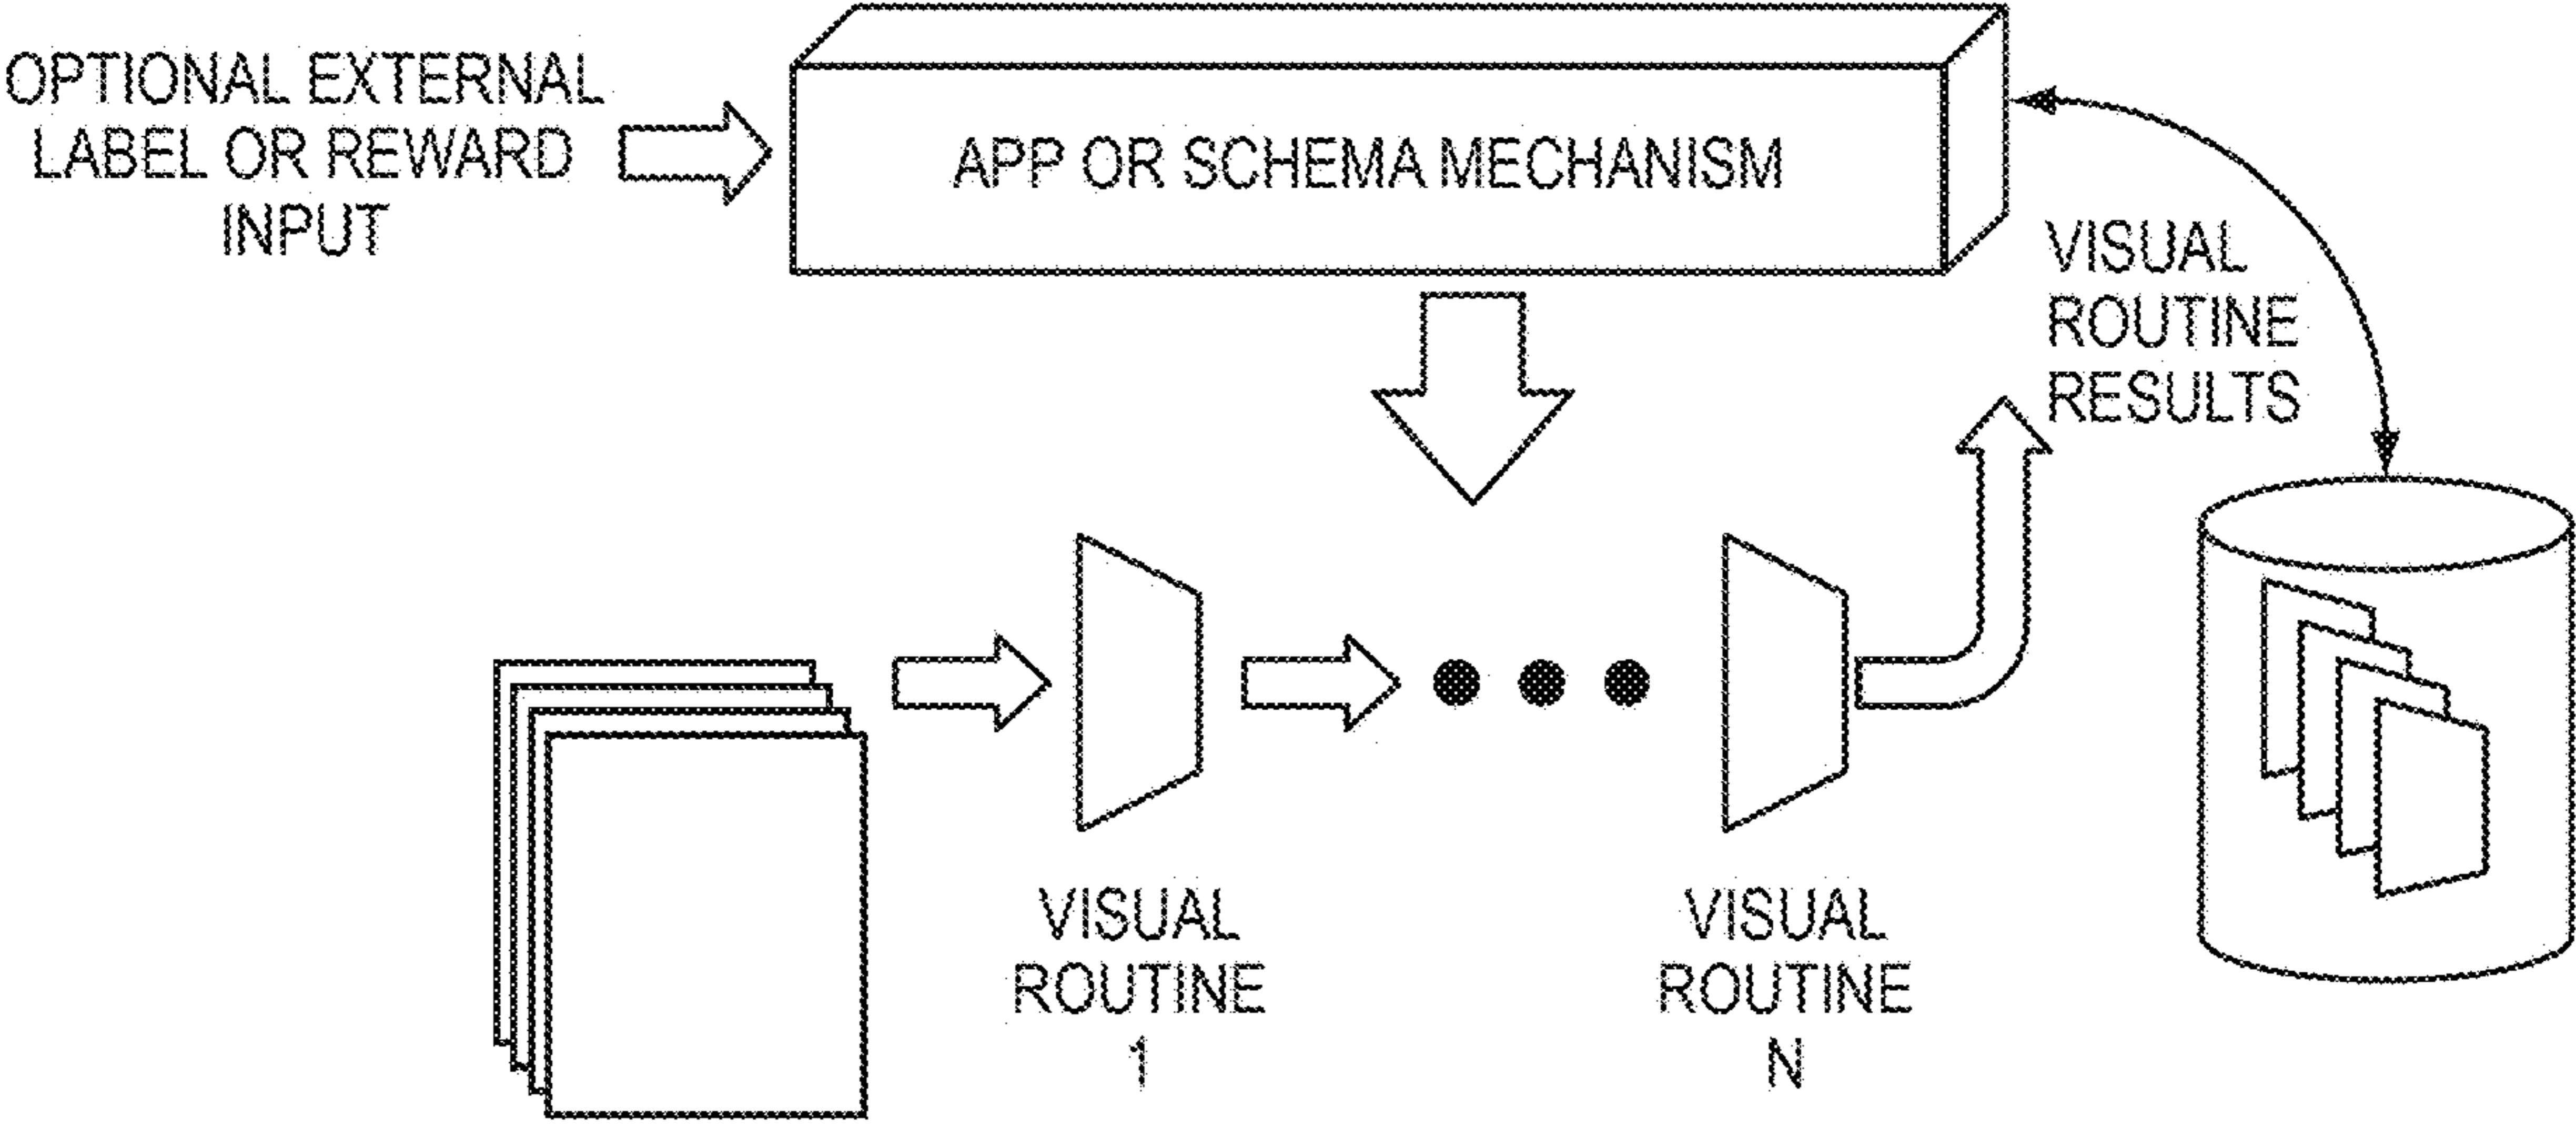 OPTIONAL EXTERNAL
LABEL OR REWARD
INPUT
APP OR SCHEMA MECHANISM
VISUAL
ROUTINE
RESULTS
VISUAL
ROUTINE
1
VISUAL
ROUTINE
N